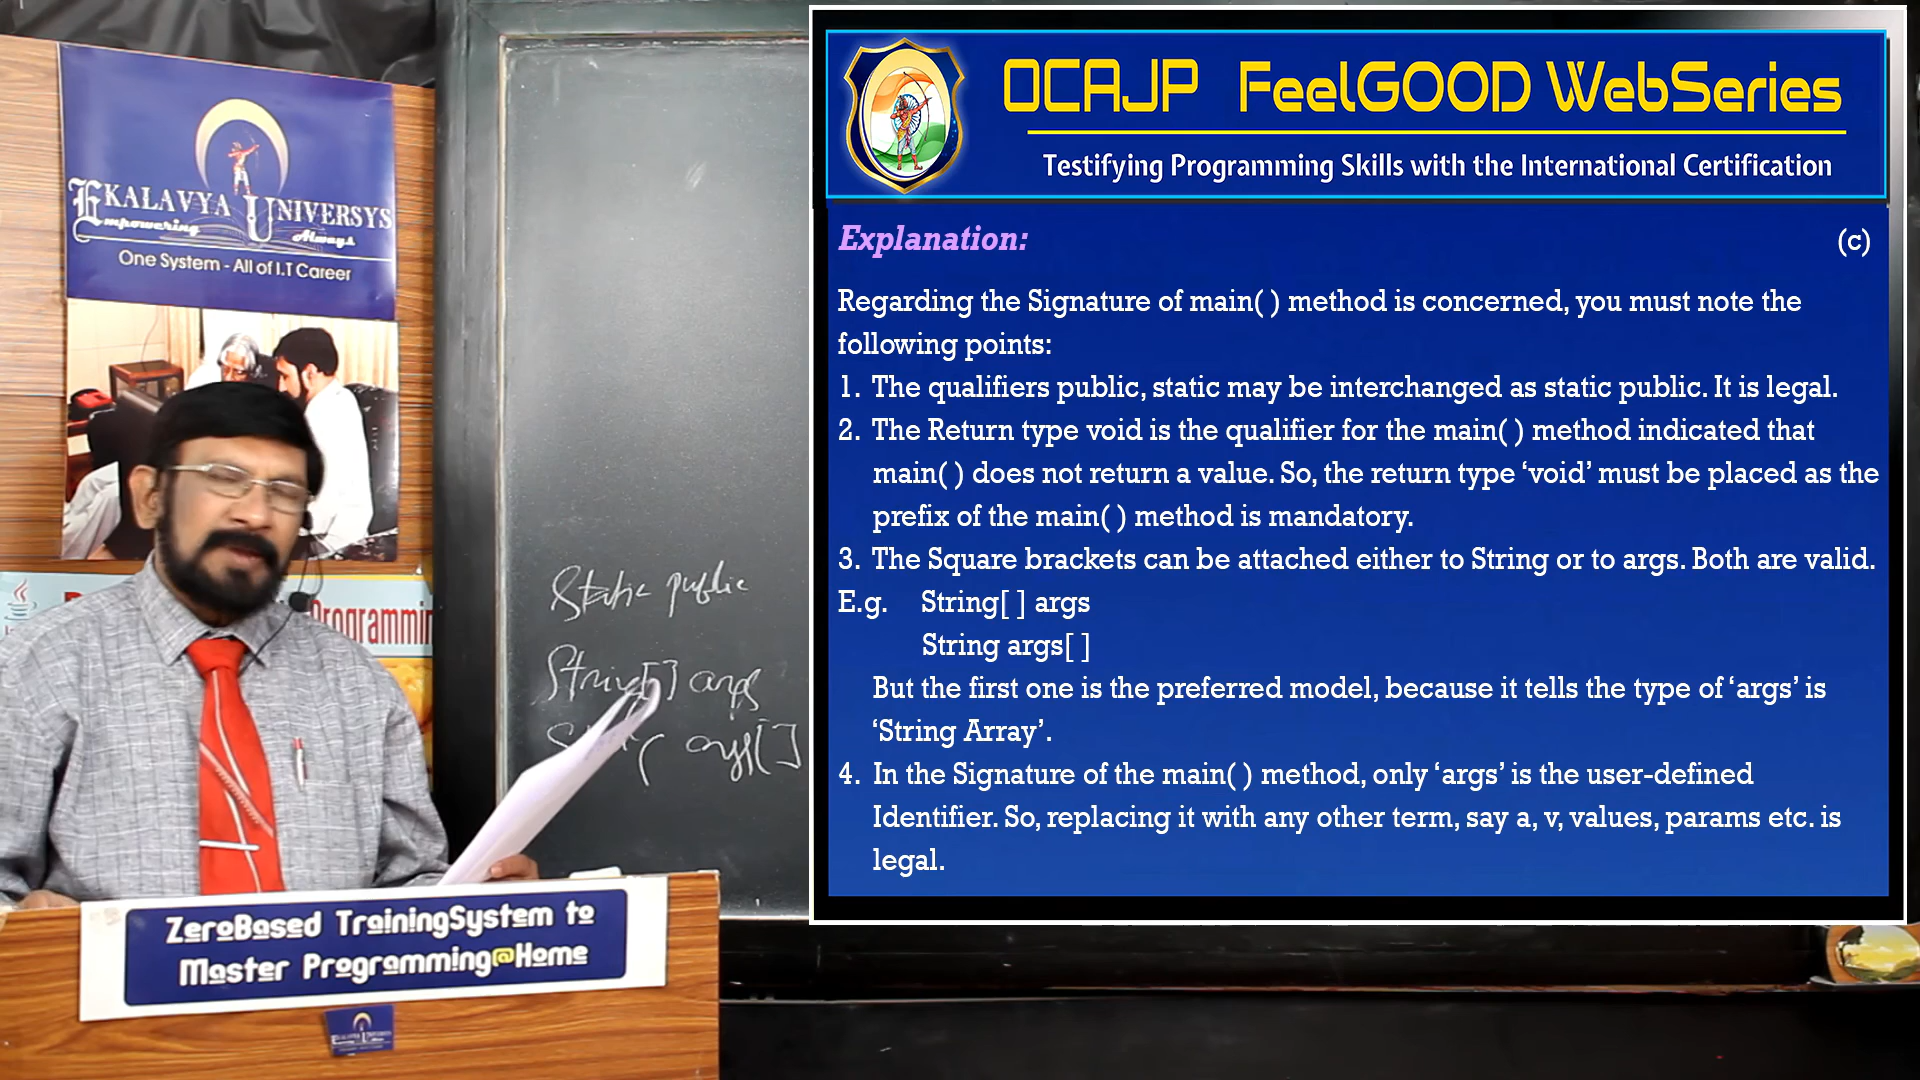 EKALAVYA UNIVERSYS
Empowering Always
One System - All of I.T Career
Programmin
Static public
String[] args
args[]
ZeroBased TrainingSystem to
Master Programming@Home
EKALAVYA UNIVERSYS
OCAJP FeelGOOD WebSeries
Testifying Programming Skills with the International Certification
Explanation: (c)
Regarding the Signature of main( ) method is concerned, you must note the
following points:
1. The qualifiers public, static may be interchanged as static public. It is legal.
2. The Return type void is the qualifier for the main( ) method indicated that
main( ) does not return a value. So, the return type ‘void’ must be placed as the
prefix of the main( ) method is mandatory.
3. The Square brackets can be attached either to String or to args. Both are valid.
E.g. String[ ] args
String args[ ]
But the first one is the preferred model, because it tells the type of ‘args’ is
‘String Array’.
4. In the Signature of the main( ) method, only ‘args’ is the user-defined
Identifier. So, replacing it with any other term, say a, v, values, params etc. is
legal.